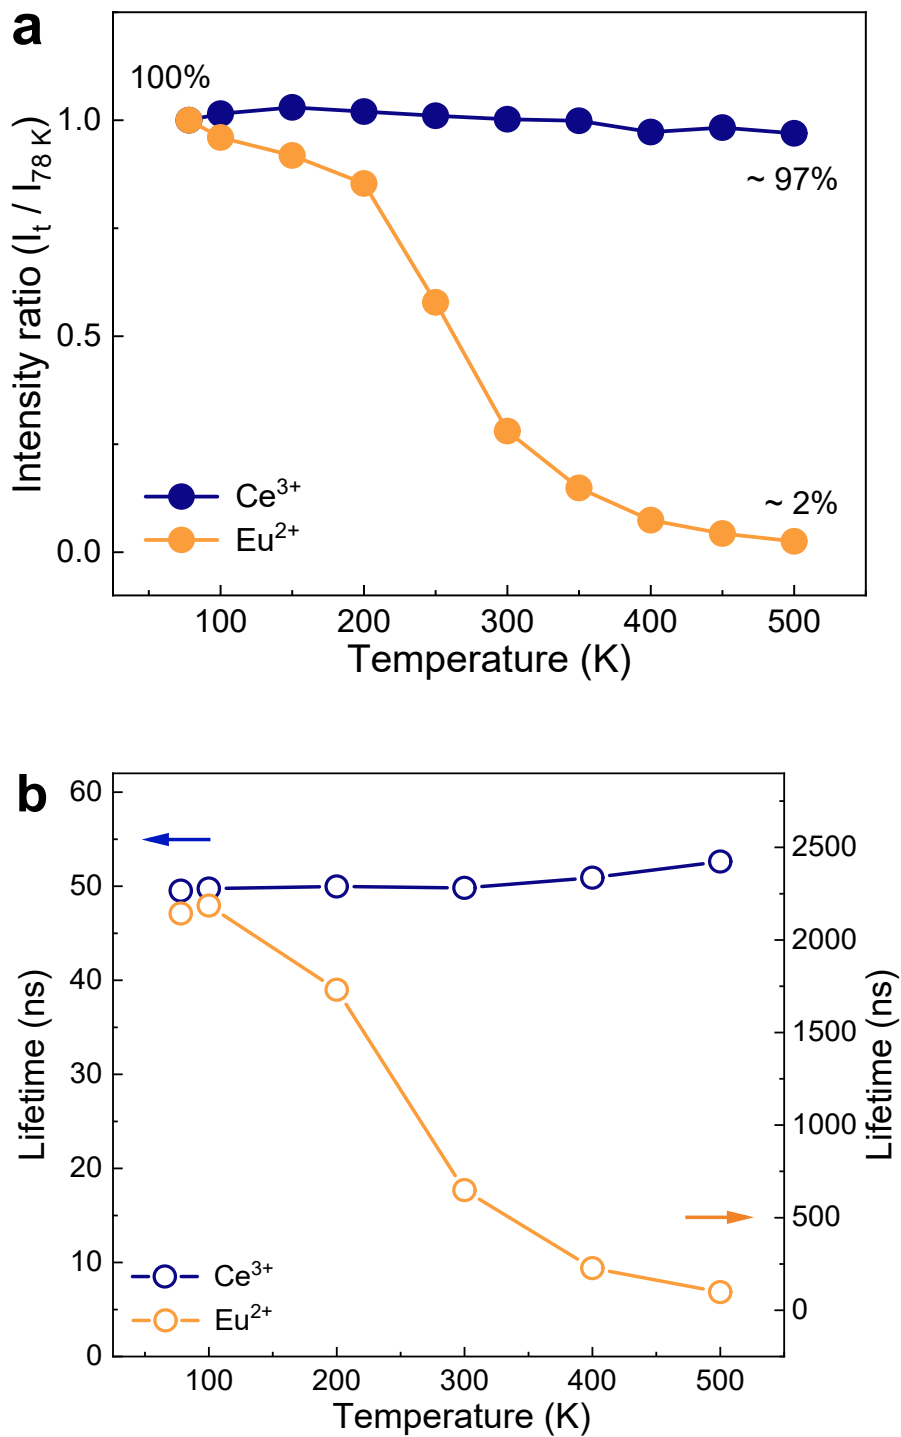 a
100%
1.0
0.5
0.0
Intensity ratio (I_t / I_78 K)
~ 97%
~ 2%
Ce³⁺
Eu²⁺
100 200 300 400 500
Temperature (K)
b
60
50
40
30
20
10
0
Lifetime (ns)
2500
2000
1500
1000
500
0
Lifetime (ns)
Ce³⁺
Eu²⁺
100 200 300 400 500
Temperature (K)